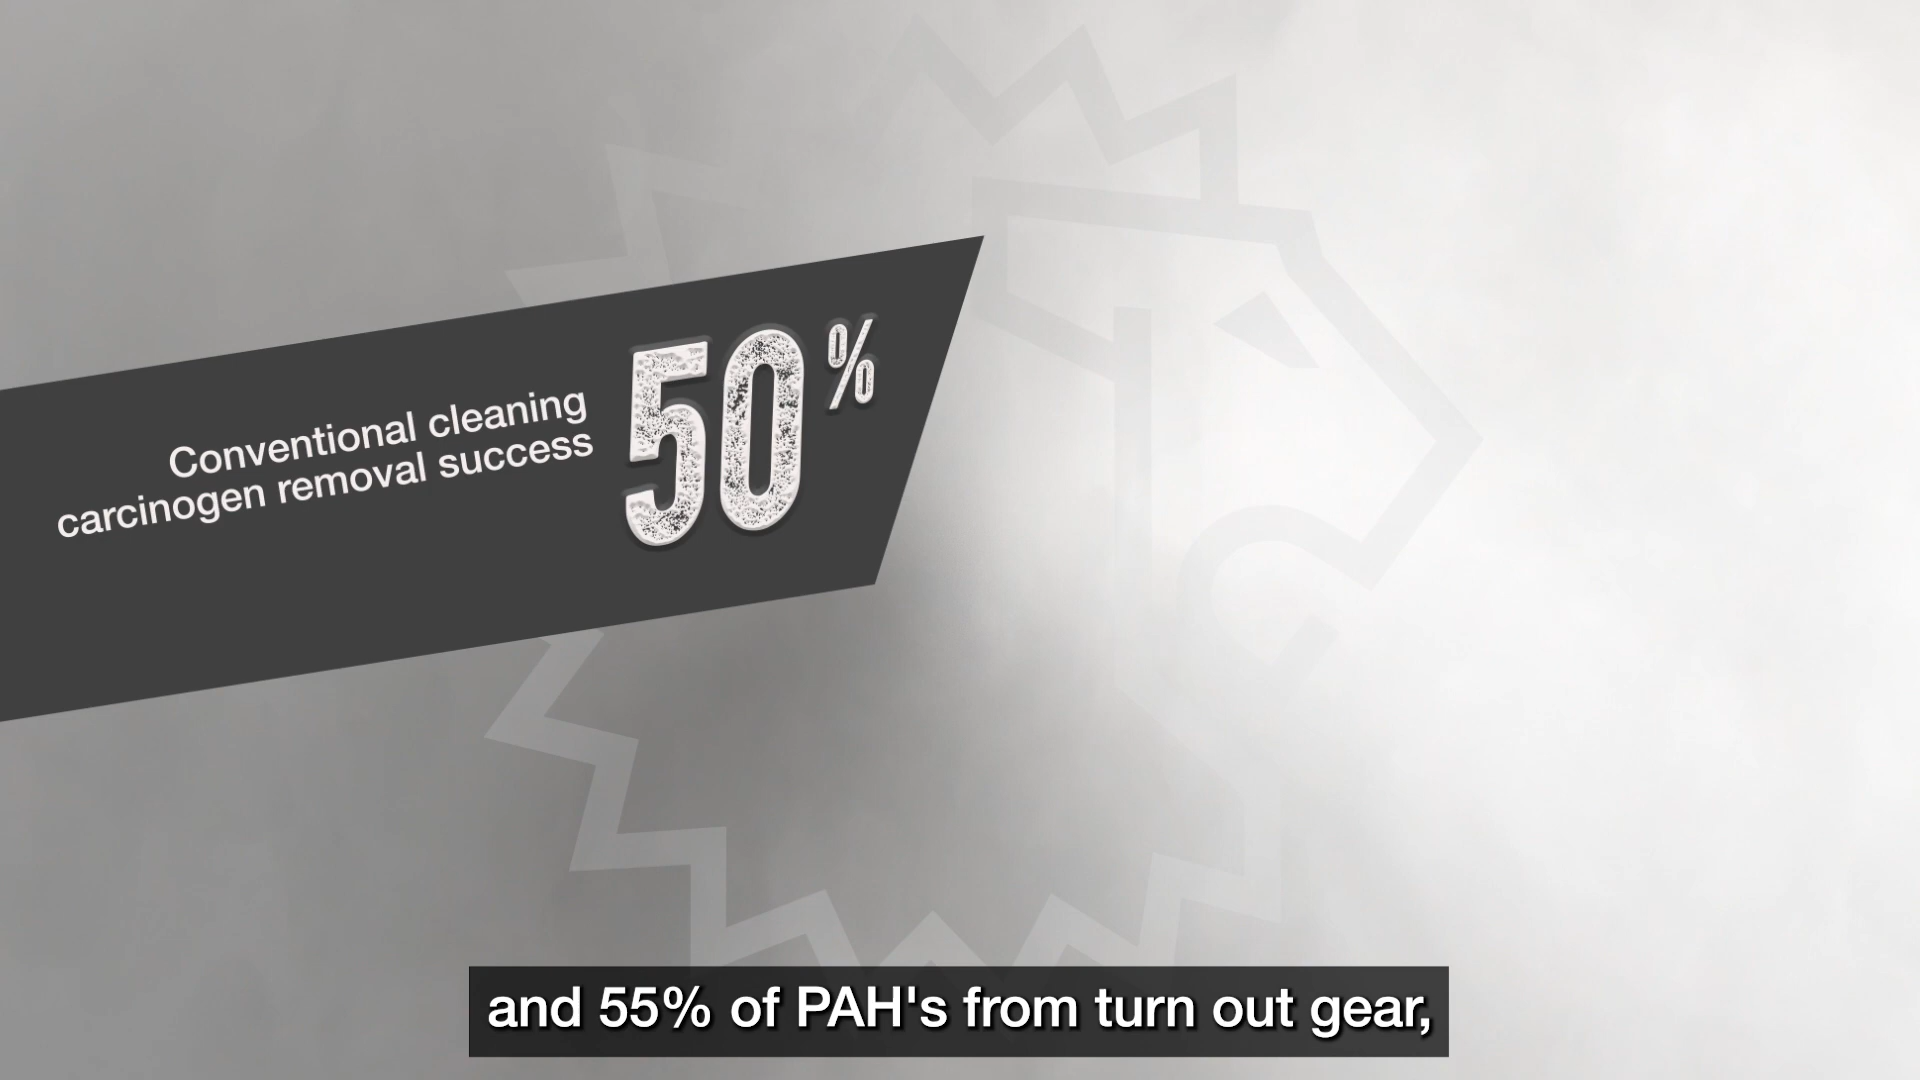 Conventional cleaning
carcinogen removal success
50%
and 55% of PAH's from turn out gear,